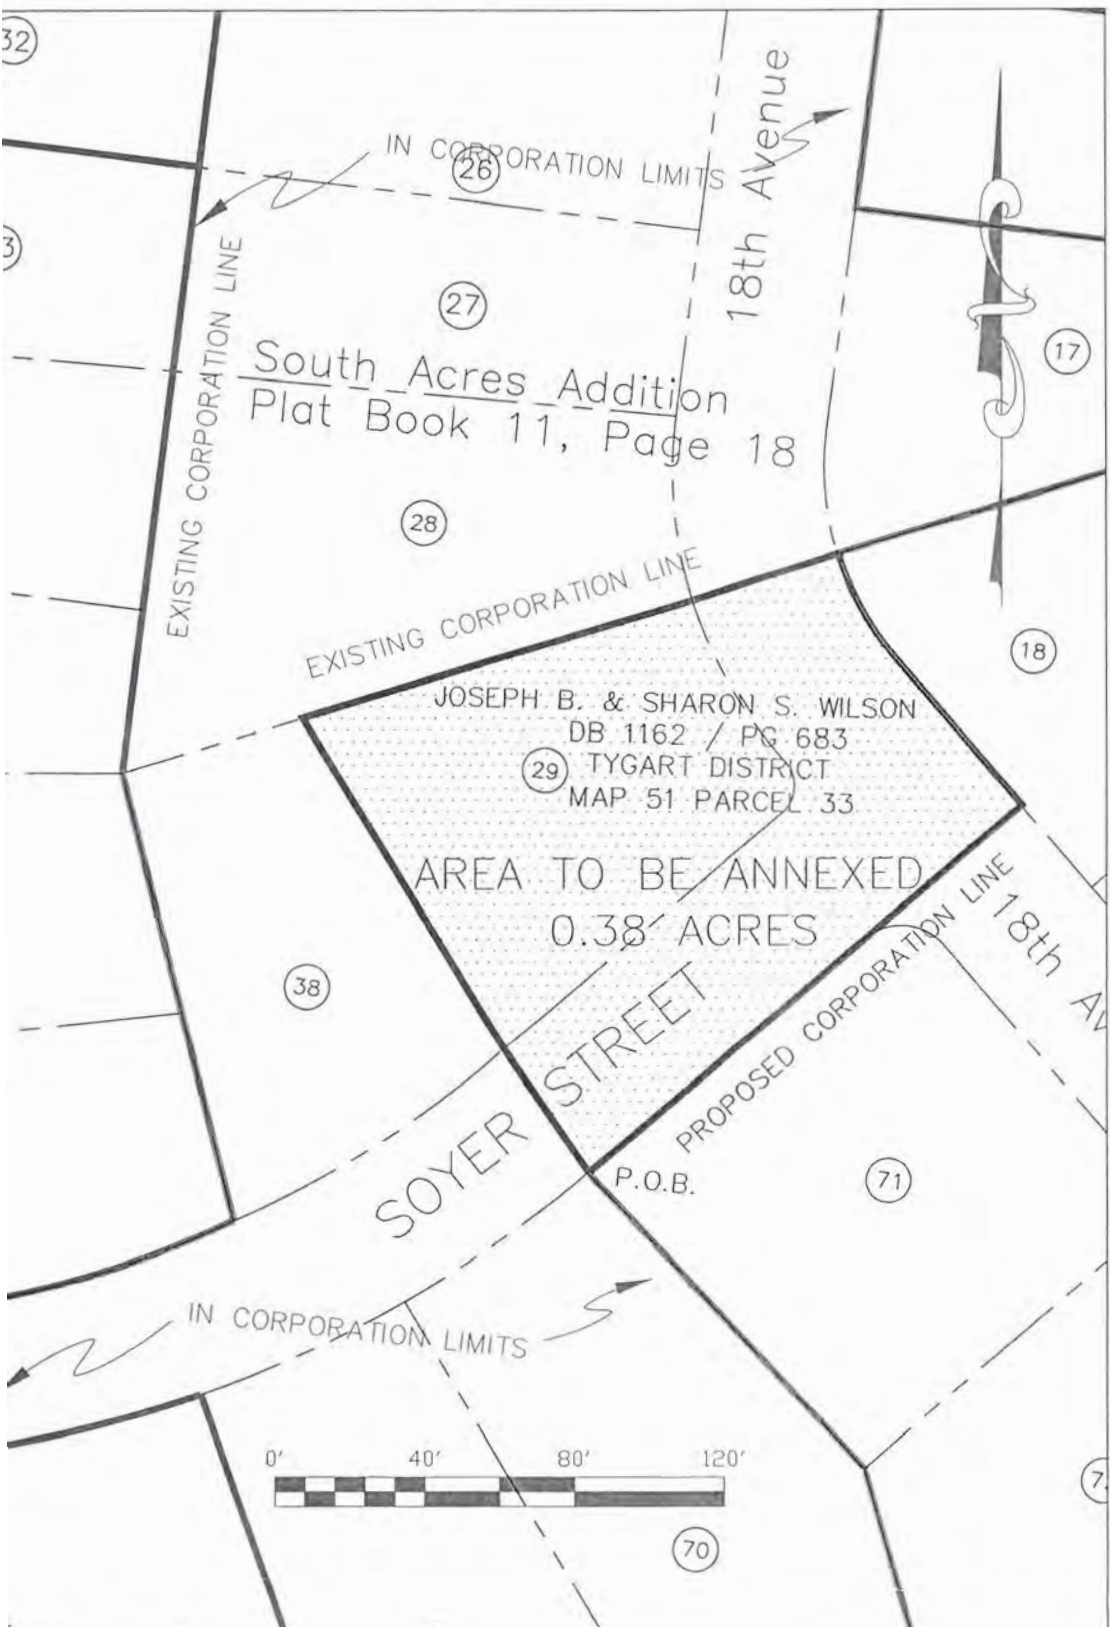 32
18th Avenue
IN CORPORATION LIMITS
26
3
EXISTING CORPORATION LINE
27
17
South Acres Addition
Plat Book 11, Page 18
28
EXISTING CORPORATION LINE
18
JOSEPH B. & SHARON S. WILSON
DB 1162 / PG 683
29
TYGART DISTRICT
MAP 51 PARCEL 33
AREA TO BE ANNEXED
0.38 ACRES
38
PROPOSED CORPORATION LINE
18th AV
SOYER STREET
P.O.B.
71
IN CORPORATION LIMITS
0' 40' 80' 120'
7
70